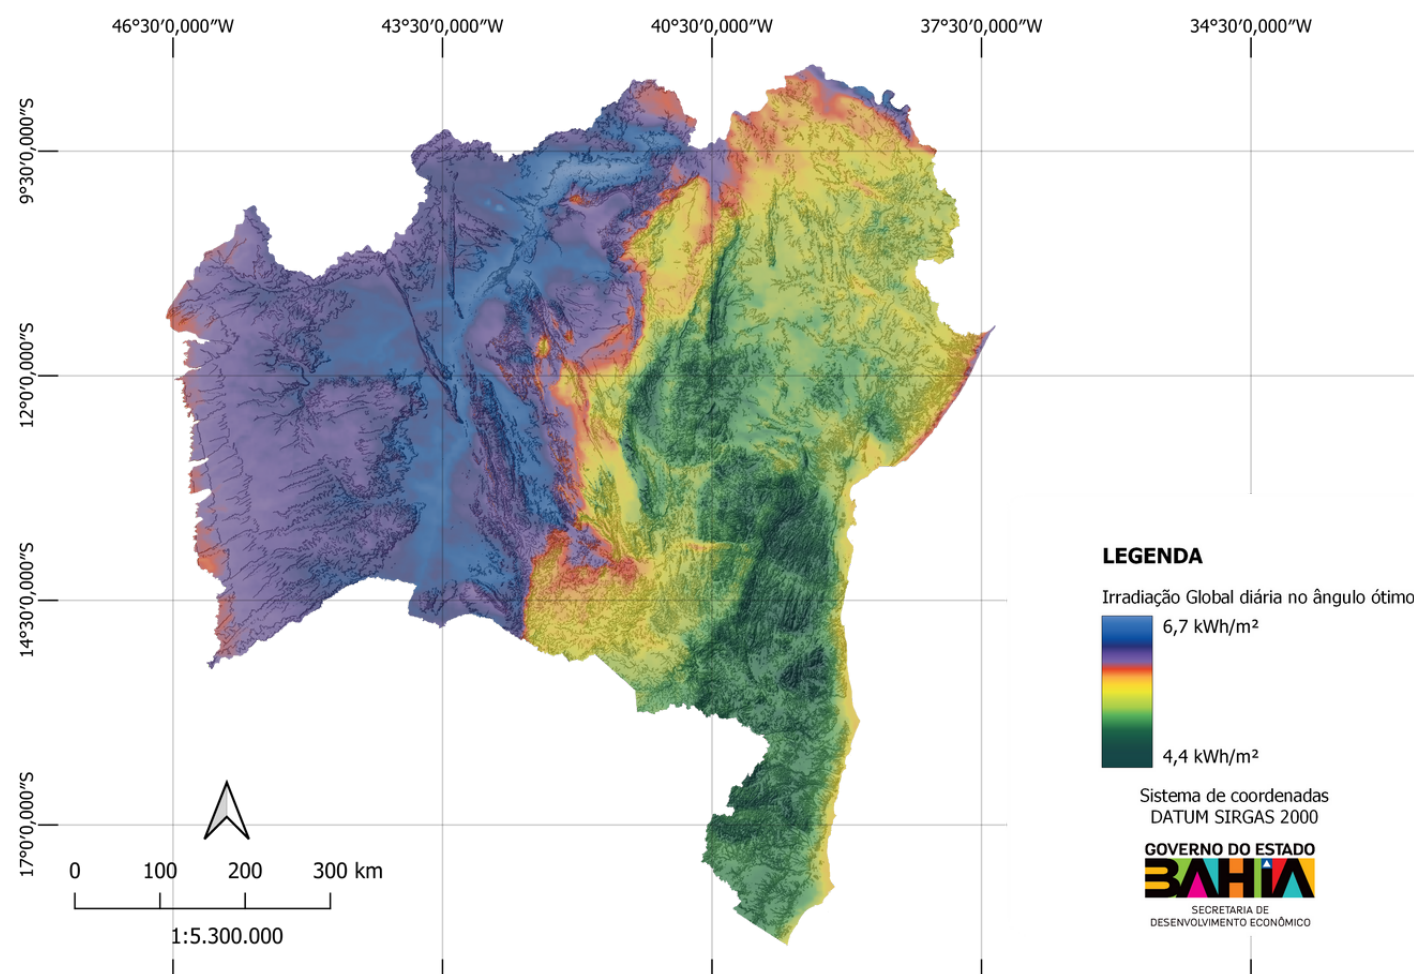 46°30′0,000″W
43°30′0,000″W
40°30′0,000″W
37°30′0,000″W
34°30′0,000″W
9°30′0,000″S
12°0′0,000″S
14°30′0,000″S
17°0′0,000″S
LEGENDA
Irradiação Global diária no ângulo ótimo
6,7 kWh/m²
4,4 kWh/m²
Sistema de coordenadas
DATUM SIRGAS 2000
GOVERNO DO ESTADO
BAHIA
SECRETARIA DE
DESENVOLVIMENTO ECONÔMICO
0 100 200 300 km
1:5.300.000